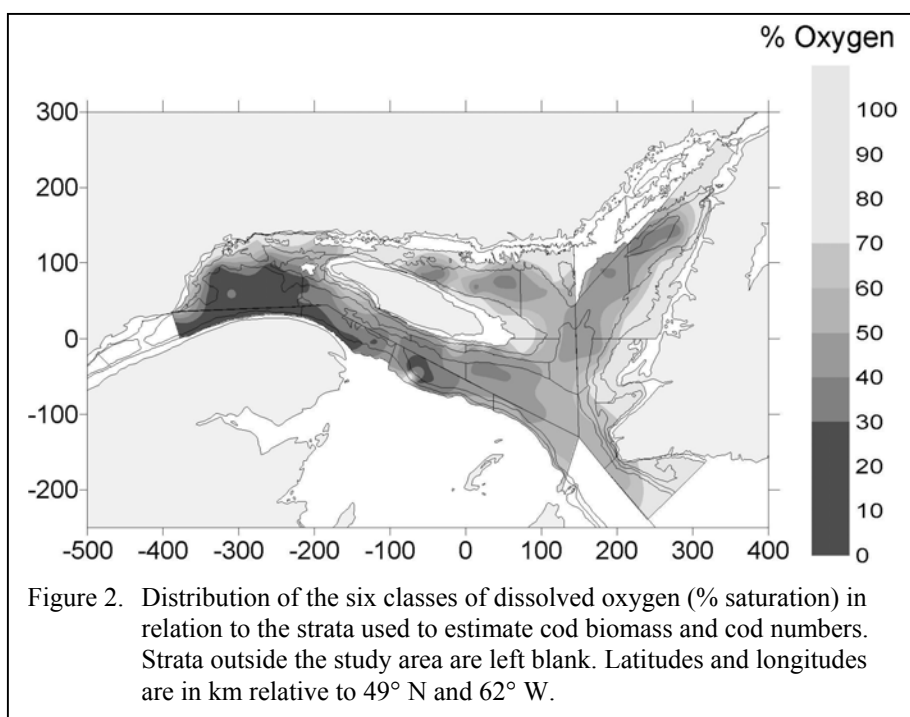 % Oxygen
300
200
100
0
-100
-200
-500 -400 -300 -200 -100 0 100 200 300 400
100
90
80
70
60
50
40
30
20
10
0
Figure 2. Distribution of the six classes of dissolved oxygen (% saturation) in
relation to the strata used to estimate cod biomass and cod numbers.
Strata outside the study area are left blank. Latitudes and longitudes
are in km relative to 49° N and 62° W.